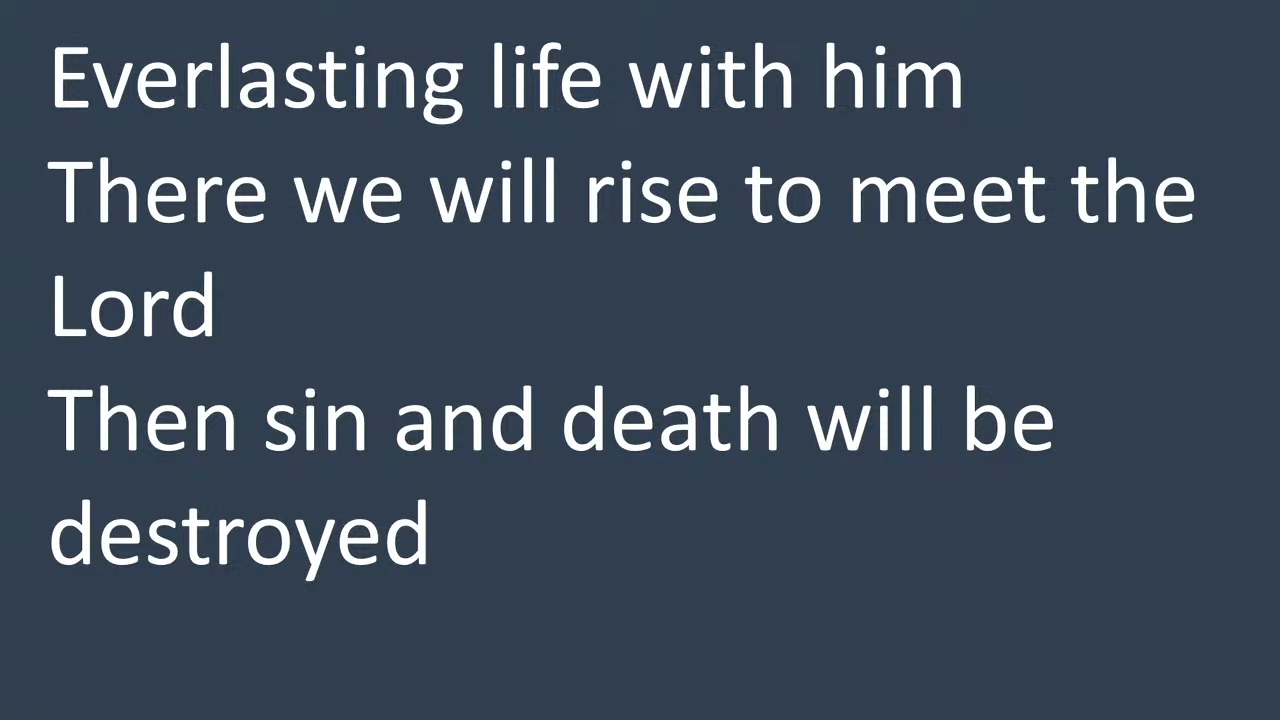 Everlasting life with him
There we will rise to meet the
Lord
Then sin and death will be
destroyed